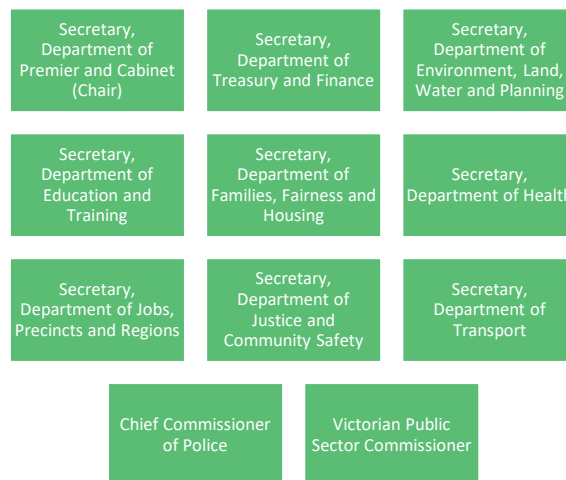 Secretary,
Department of
Premier and Cabinet
(Chair)
Secretary,
Department of
Treasury and Finance
Secretary,
Department of
Environment, Land,
Water and Planning
Secretary,
Department of
Education and
Training
Secretary,
Department of
Families, Fairness and
Housing
Secretary,
Department of Health
Secretary,
Department of Jobs,
Precincts and Regions
Secretary,
Department of
Justice and
Community Safety
Secretary,
Department of
Transport
Chief Commissioner
of Police
Victorian Public
Sector Commissioner